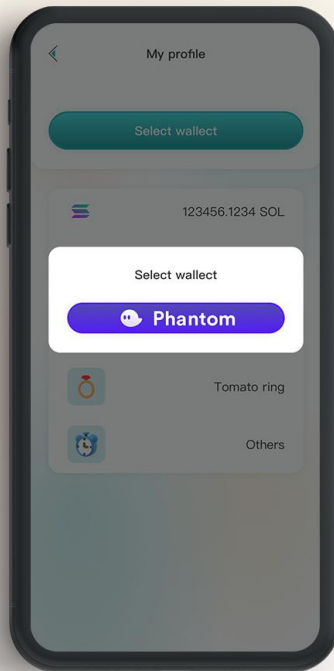 My profile
Select wallect
123456.1234 SOL
Select wallect
Phantom
Tomato ring
Others